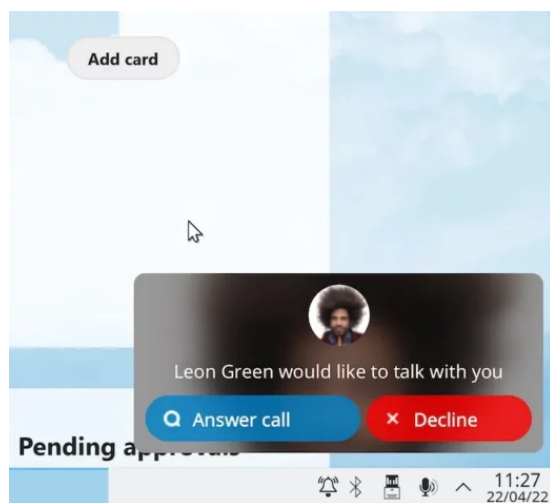 Add card
Leon Green would like to talk with you
Answer call
Decline
Pending approvals
11:27
22/04/22